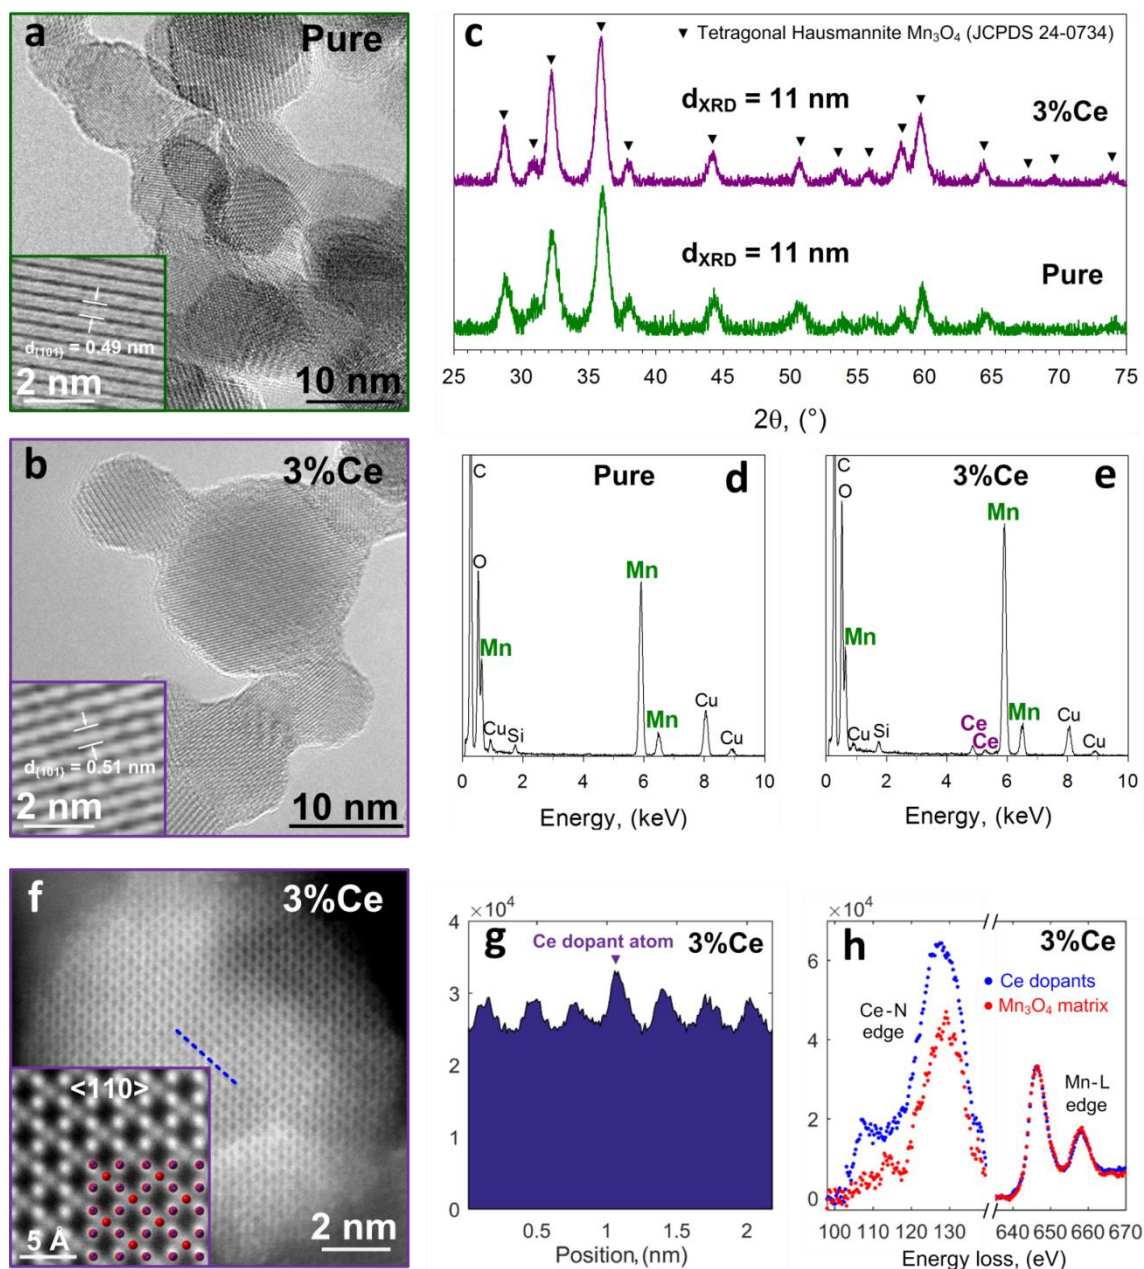 a
Pure
d{101} = 0.49 nm
2 nm
10 nm
c
▼ Tetragonal Hausmannite Mn3O4 (JCPDS 24-0734)
dXRD = 11 nm
3%Ce
dXRD = 11 nm
Pure
25 30 35 40 45 50 55 60 65 70 75
2θ, (°)
b
3%Ce
d{101} = 0.51 nm
2 nm
10 nm
C
Pure
d
O
Mn
Mn
Cu
Si
Mn
Cu
Cu
0 2 4 6 8 10
Energy, (keV)
C
3%Ce
e
O
Mn
Mn
Cu
Si
Ce
Ce
Mn
Cu
Cu
0 2 4 6 8 10
Energy, (keV)
f
3%Ce
<110>
5 Å
2 nm
×10^4
g
3%Ce
Ce dopant atom
4
3
2
1
0
0.5 1 1.5 2
Position, (nm)
×10^4
h
3%Ce
Ce dopants
Mn3O4 matrix
Ce-N
edge
Mn-L
edge
6
4
2
0
100 110 120 130 640 650 660 670
Energy loss, (eV)